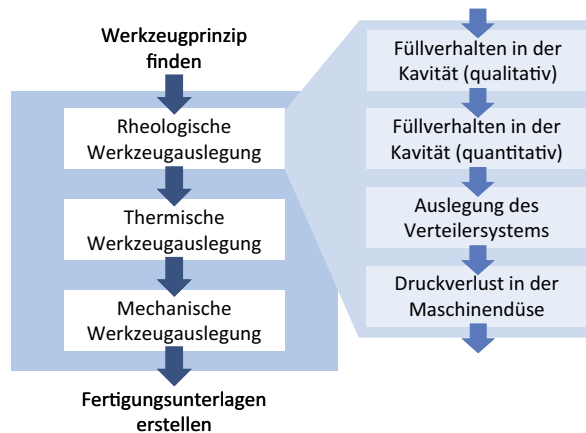 Werkzeugprinzip
finden
Rheologische
Werkzeugauslegung
Thermische
Werkzeugauslegung
Mechanische
Werkzeugauslegung
Fertigungsunterlagen
erstellen
Füllverhalten in der
Kavität (qualitativ)
Füllverhalten in der
Kavität (quantitativ)
Auslegung des
Verteilersystems
Druckverlust in der
Maschinendüse